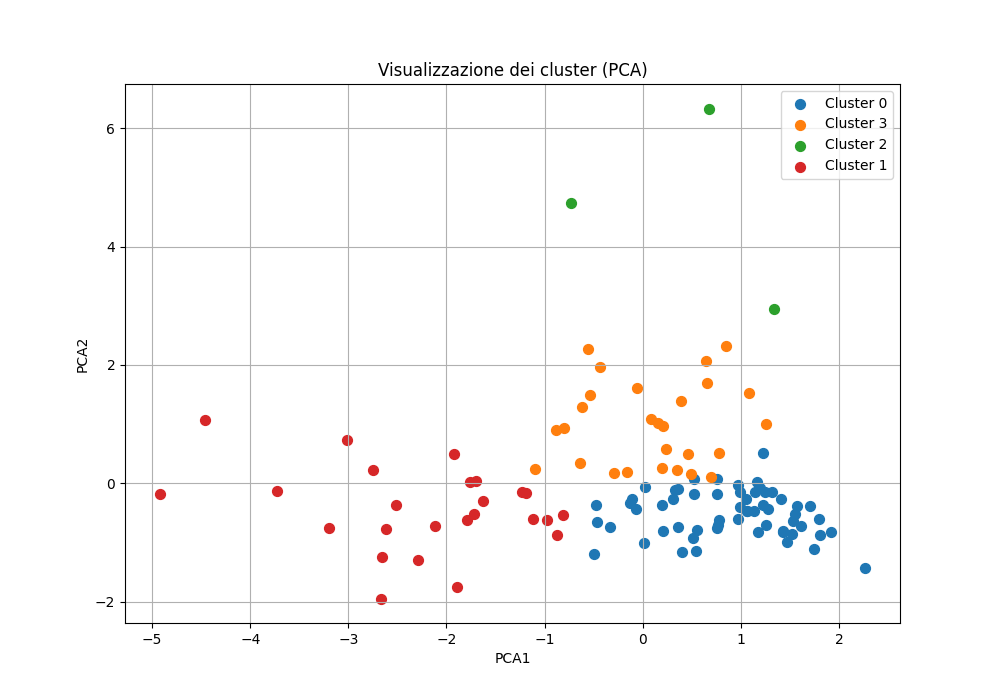 Visualizzazione dei cluster (PCA)
Cluster 0
Cluster 3
Cluster 2
Cluster 1
PCA2
6
4
2
0
−2
−5
−4
−3
−2
−1
0
1
2
PCA1